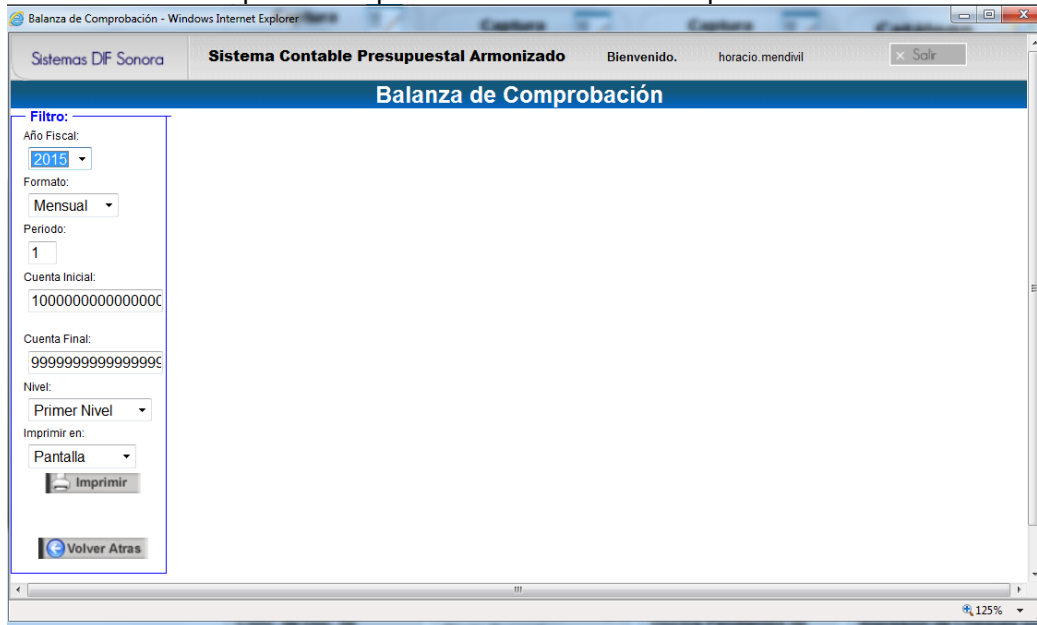 Balanza de Comprobación - Windows Internet Explorer
Captura
Captura
Sistemas DIF Sonora
Sistema Contable Presupuestal Armonizado
Bienvenido.
horacio.mendivil
× Salir
Balanza de Comprobación
Filtro:
Año Fiscal:
2015
Formato:
Mensual
Periodo:
1
Cuenta Inicial:
1000000000000000
Cuenta Final:
9999999999999999
Nivel:
Primer Nivel
Imprimir en:
Pantalla
Imprimir
Volver Atras
125%